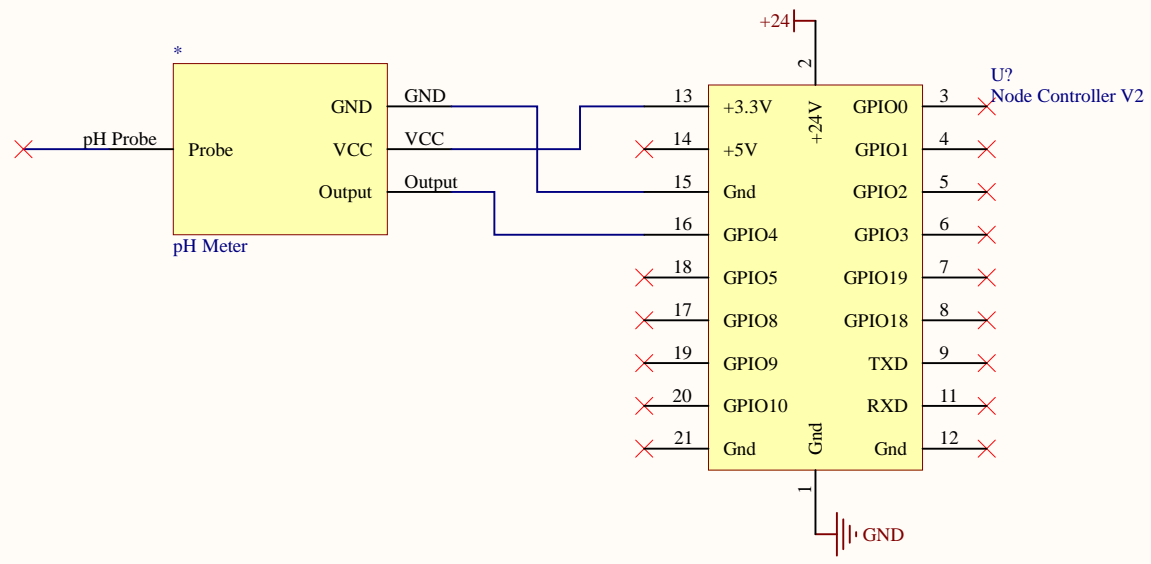 +24
2
*
U?
Node Controller V2
GND GND
13 +3.3V
+24V
GPIO0 3
pH Probe Probe
VCC VCC
14 +5V
GPIO1 4
Output Output
15 Gnd
GPIO2 5
16 GPIO4
GPIO3 6
pH Meter
18 GPIO5
GPIO19 7
17 GPIO8
GPIO18 8
19 GPIO9
TXD 9
20 GPIO10
RXD 11
21 Gnd
Gnd
Gnd 12
1
GND